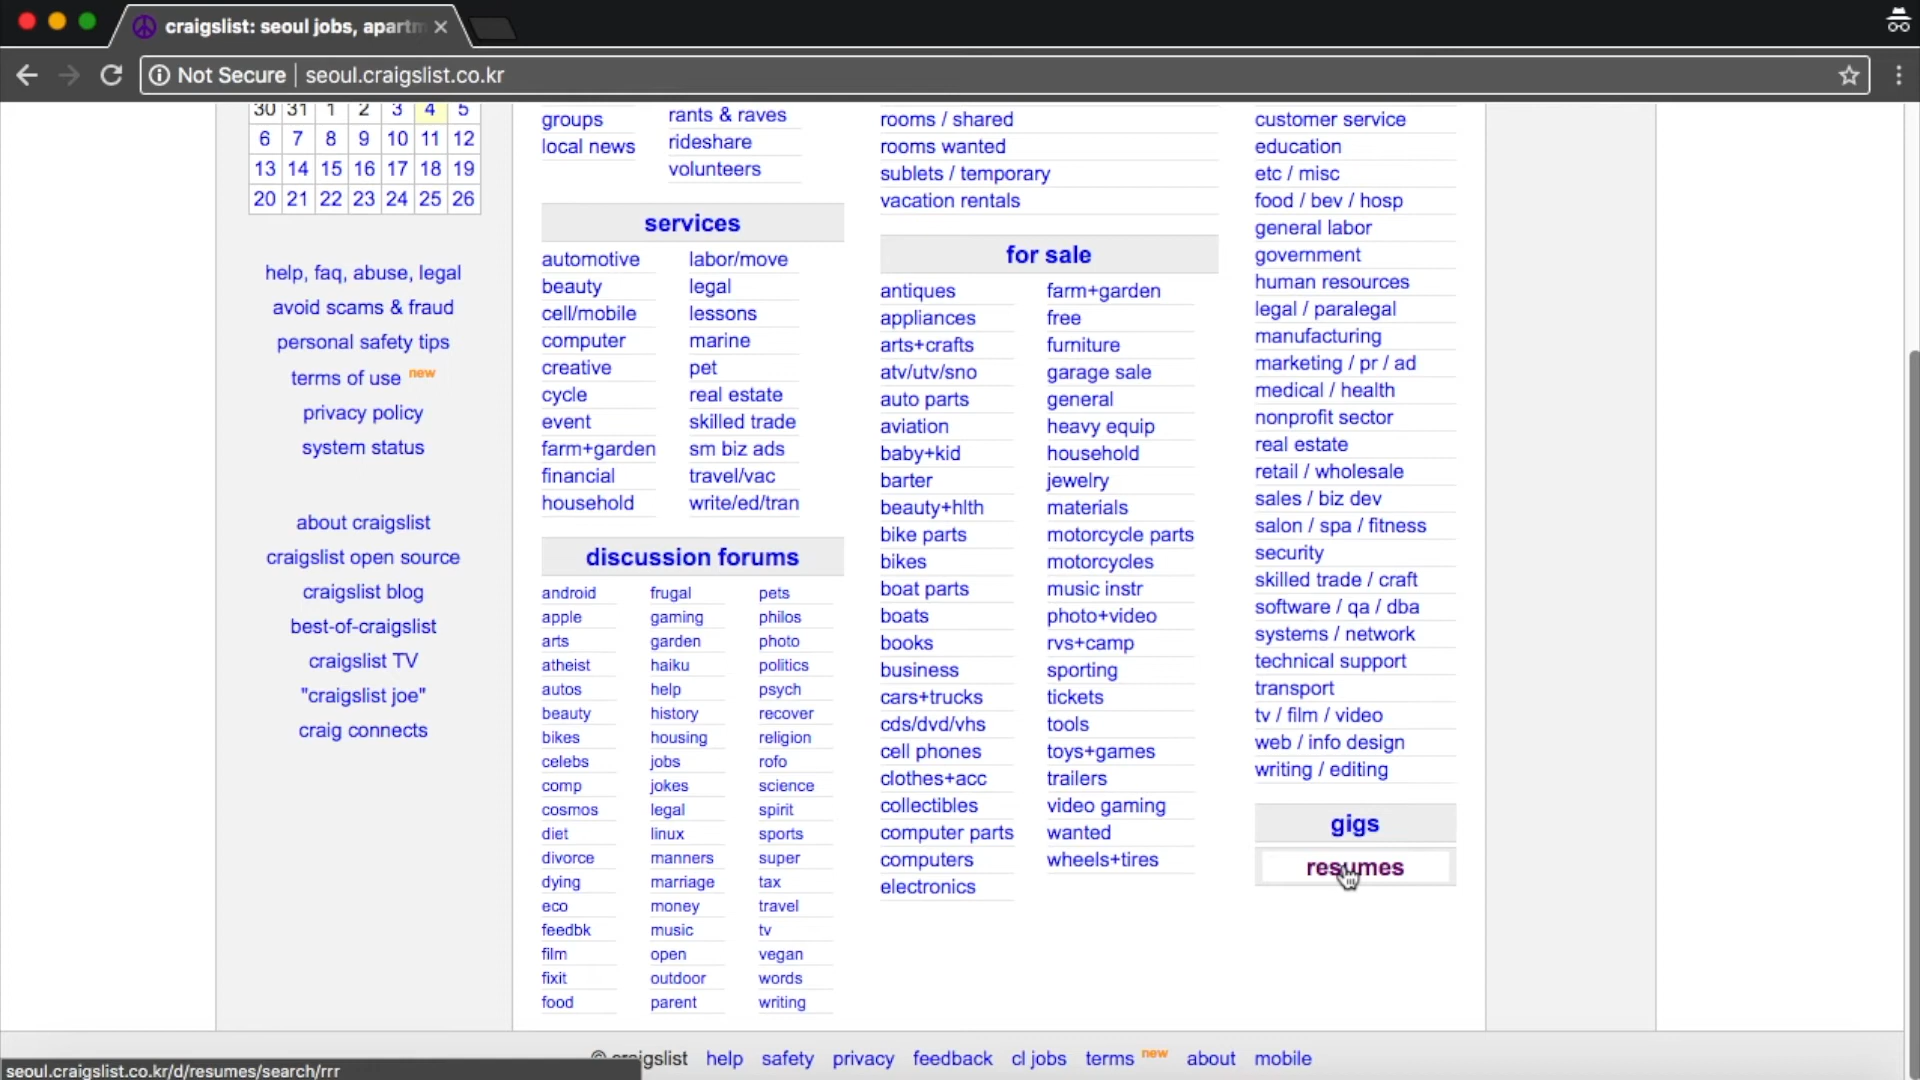 craigslist: seoul jobs, apartm
Not Secure | seoul.craigslist.co.kr
30 31 1 2 3 4 5
6 7 8 9 10 11 12
13 14 15 16 17 18 19
20 21 22 23 24 25 26
help, faq, abuse, legal
avoid scams & fraud
personal safety tips
terms of use new
privacy policy
system status
about craigslist
craigslist open source
craigslist blog
best-of-craigslist
craigslist TV
"craigslist joe"
craig connects
groups
local news
rants & raves
rideshare
volunteers
services
automotive
beauty
cell/mobile
computer
creative
cycle
event
farm+garden
financial
household
labor/move
legal
lessons
marine
pet
real estate
skilled trade
sm biz ads
travel/vac
write/ed/tran
discussion forums
android
apple
arts
atheist
autos
beauty
bikes
celebs
comp
cosmos
diet
divorce
dying
eco
feedbk
film
fixit
food
frugal
gaming
garden
haiku
help
history
housing
jobs
jokes
legal
linux
manners
marriage
money
music
open
outdoor
parent
pets
philos
photo
politics
psych
recover
religion
rofo
science
spirit
sports
super
tax
travel
tv
vegan
words
writing
rooms / shared
rooms wanted
sublets / temporary
vacation rentals
for sale
antiques
appliances
arts+crafts
atv/utv/sno
auto parts
aviation
baby+kid
barter
beauty+hlth
bike parts
bikes
boat parts
boats
books
business
cars+trucks
cds/dvd/vhs
cell phones
clothes+acc
collectibles
computer parts
computers
electronics
farm+garden
free
furniture
garage sale
general
heavy equip
household
jewelry
materials
motorcycle parts
motorcycles
music instr
photo+video
rvs+camp
sporting
tickets
tools
toys+games
trailers
video gaming
wanted
wheels+tires
customer service
education
etc / misc
food / bev / hosp
general labor
government
human resources
legal / paralegal
manufacturing
marketing / pr / ad
medical / health
nonprofit sector
real estate
retail / wholesale
sales / biz dev
salon / spa / fitness
security
skilled trade / craft
software / qa / dba
systems / network
technical support
transport
tv / film / video
web / info design
writing / editing
gigs
resumes
© craigslist help safety privacy feedback cl jobs terms new about mobile
seoul.craigslist.co.kr/d/resumes/search/rrr